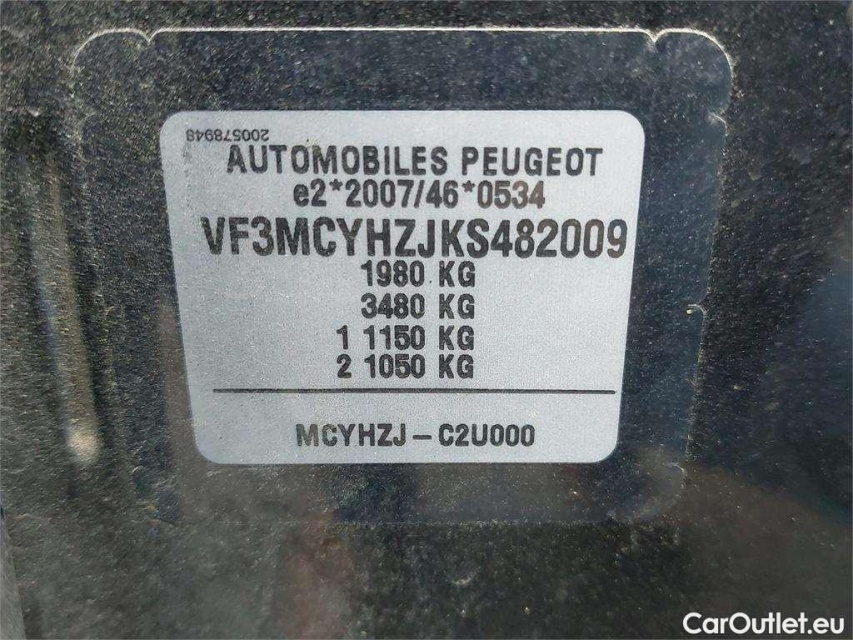 200578948
AUTOMOBILES PEUGEOT
e2*2007/46*0534
VF3MCYHZJKS482009
1980 KG
3480 KG
1 1150 KG
2 1050 KG
MCYHZJ – C2U000
CarOutlet.eu